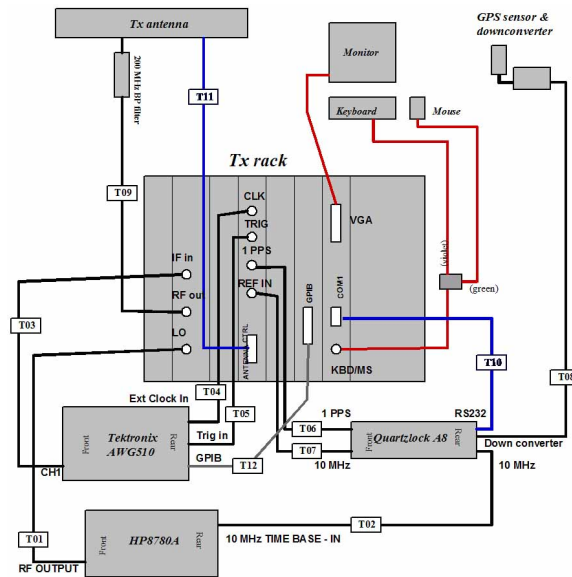 Tx antenna
GPS sensor &
downconverter
Monitor
200 MHz BP filter
T11
Keyboard
Mouse
Tx rack
T09
CLK
TRIG
VGA
1 PPS
IF in
REF IN
GPIB
COM1
(violet)
(green)
RF out
T03
LO
ANTENNA CTRL
KBD/MS
T10
T08
T04
Ext Clock In
T05
1 PPS
RS232
Front
Tektronix
AWG510
Rear
Trig in
T06
Front
Quartzlock A8
Rear
Down converter
CH1
GPIB
T12
T07
10 MHz
10 MHz
T01
Front
HP8780A
Rear
T02
10 MHz TIME BASE - IN
RF OUTPUT